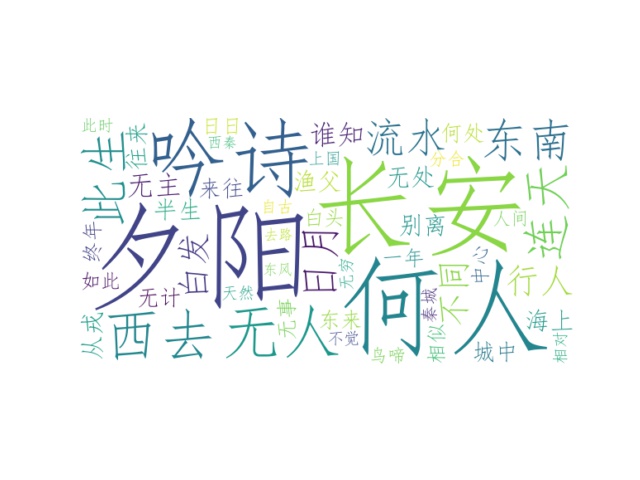 此时
往来
日日
西秦
谁知
流水
何处
东南
此生
吟诗
上国
分合
无主
来往
渔父
无处
长安
连天
半生
自古
白头
别离
人间
终年
夕阳
白发
去路
日月
一年
中心
不同
行人
如此
无计
天然
东风
无穷
何人
秦城
从戎
西去
无人
无事
东来
不觉
鸟啼
相似
城中
海上
相对